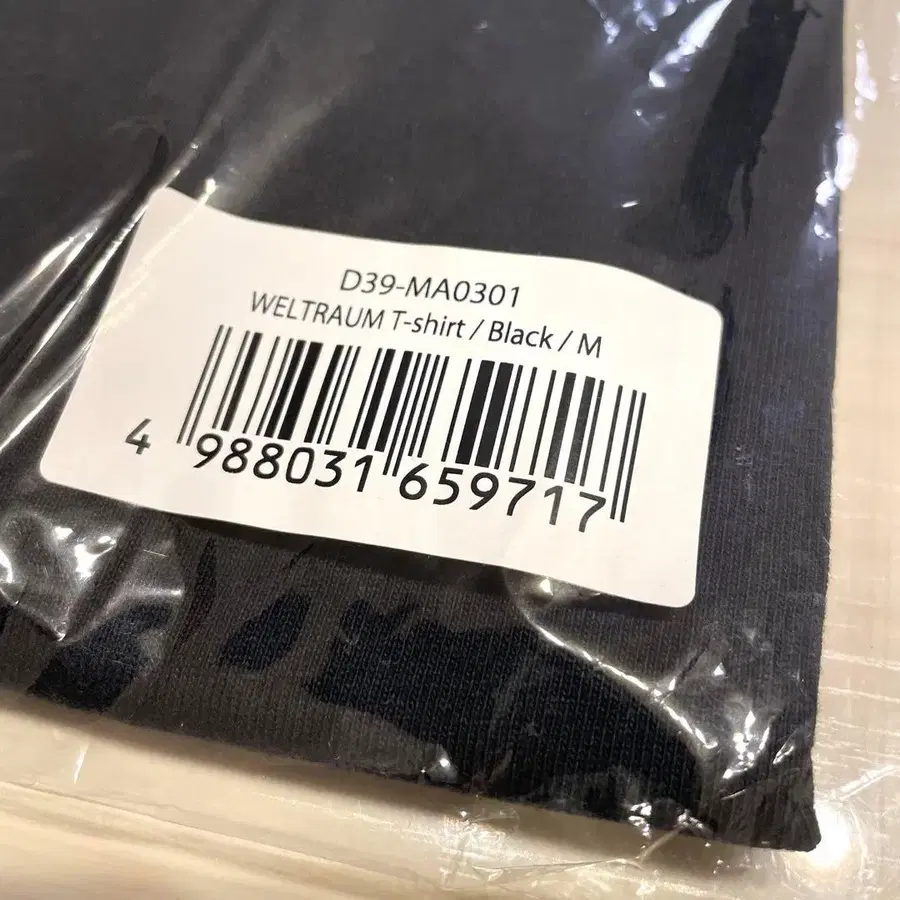 D39-MA0301
WELTRAUM T-shirt / Black / M
4 988031 659717